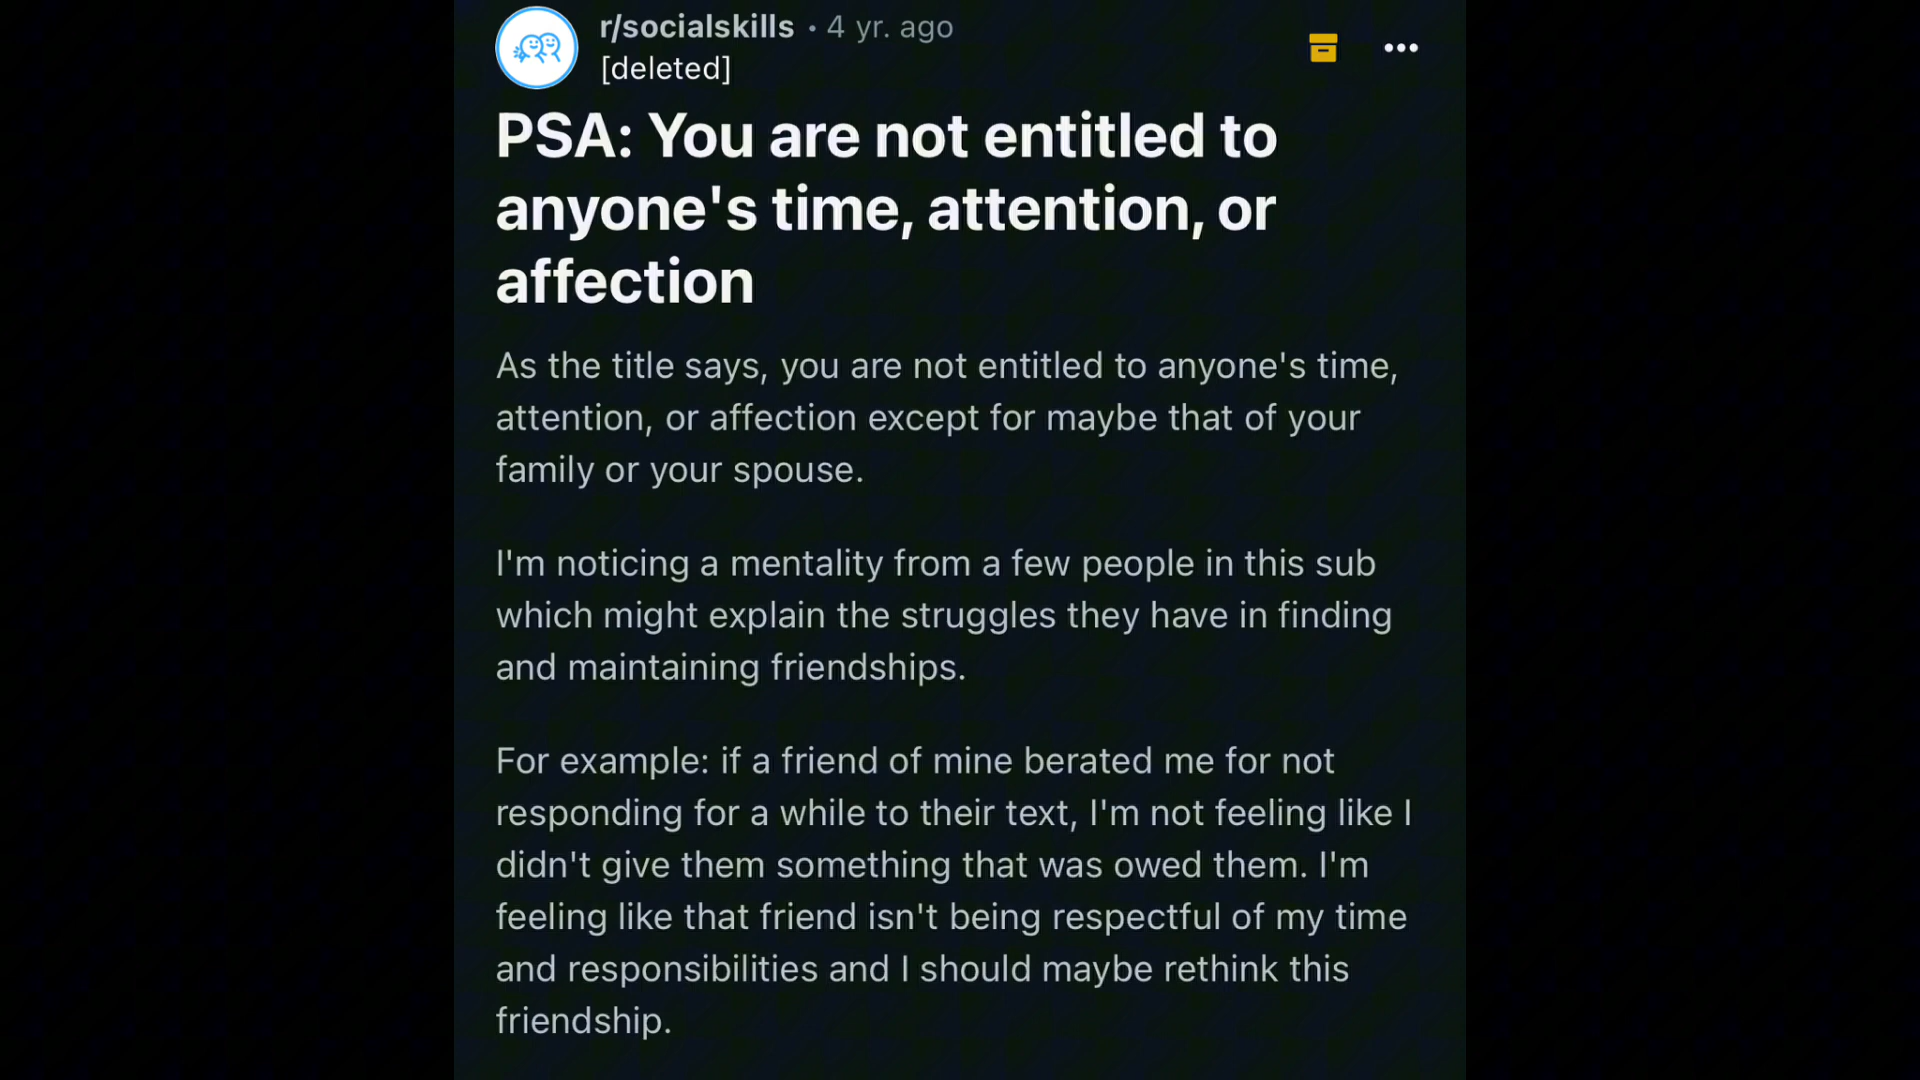 r/socialskills • 4 yr. ago
[deleted]
PSA: You are not entitled to
anyone's time, attention, or
affection
As the title says, you are not entitled to anyone's time,
attention, or affection except for maybe that of your
family or your spouse.
I'm noticing a mentality from a few people in this sub
which might explain the struggles they have in finding
and maintaining friendships.
For example: if a friend of mine berated me for not
responding for a while to their text, I'm not feeling like I
didn't give them something that was owed them. I'm
feeling like that friend isn't being respectful of my time
and responsibilities and I should maybe rethink this
friendship.